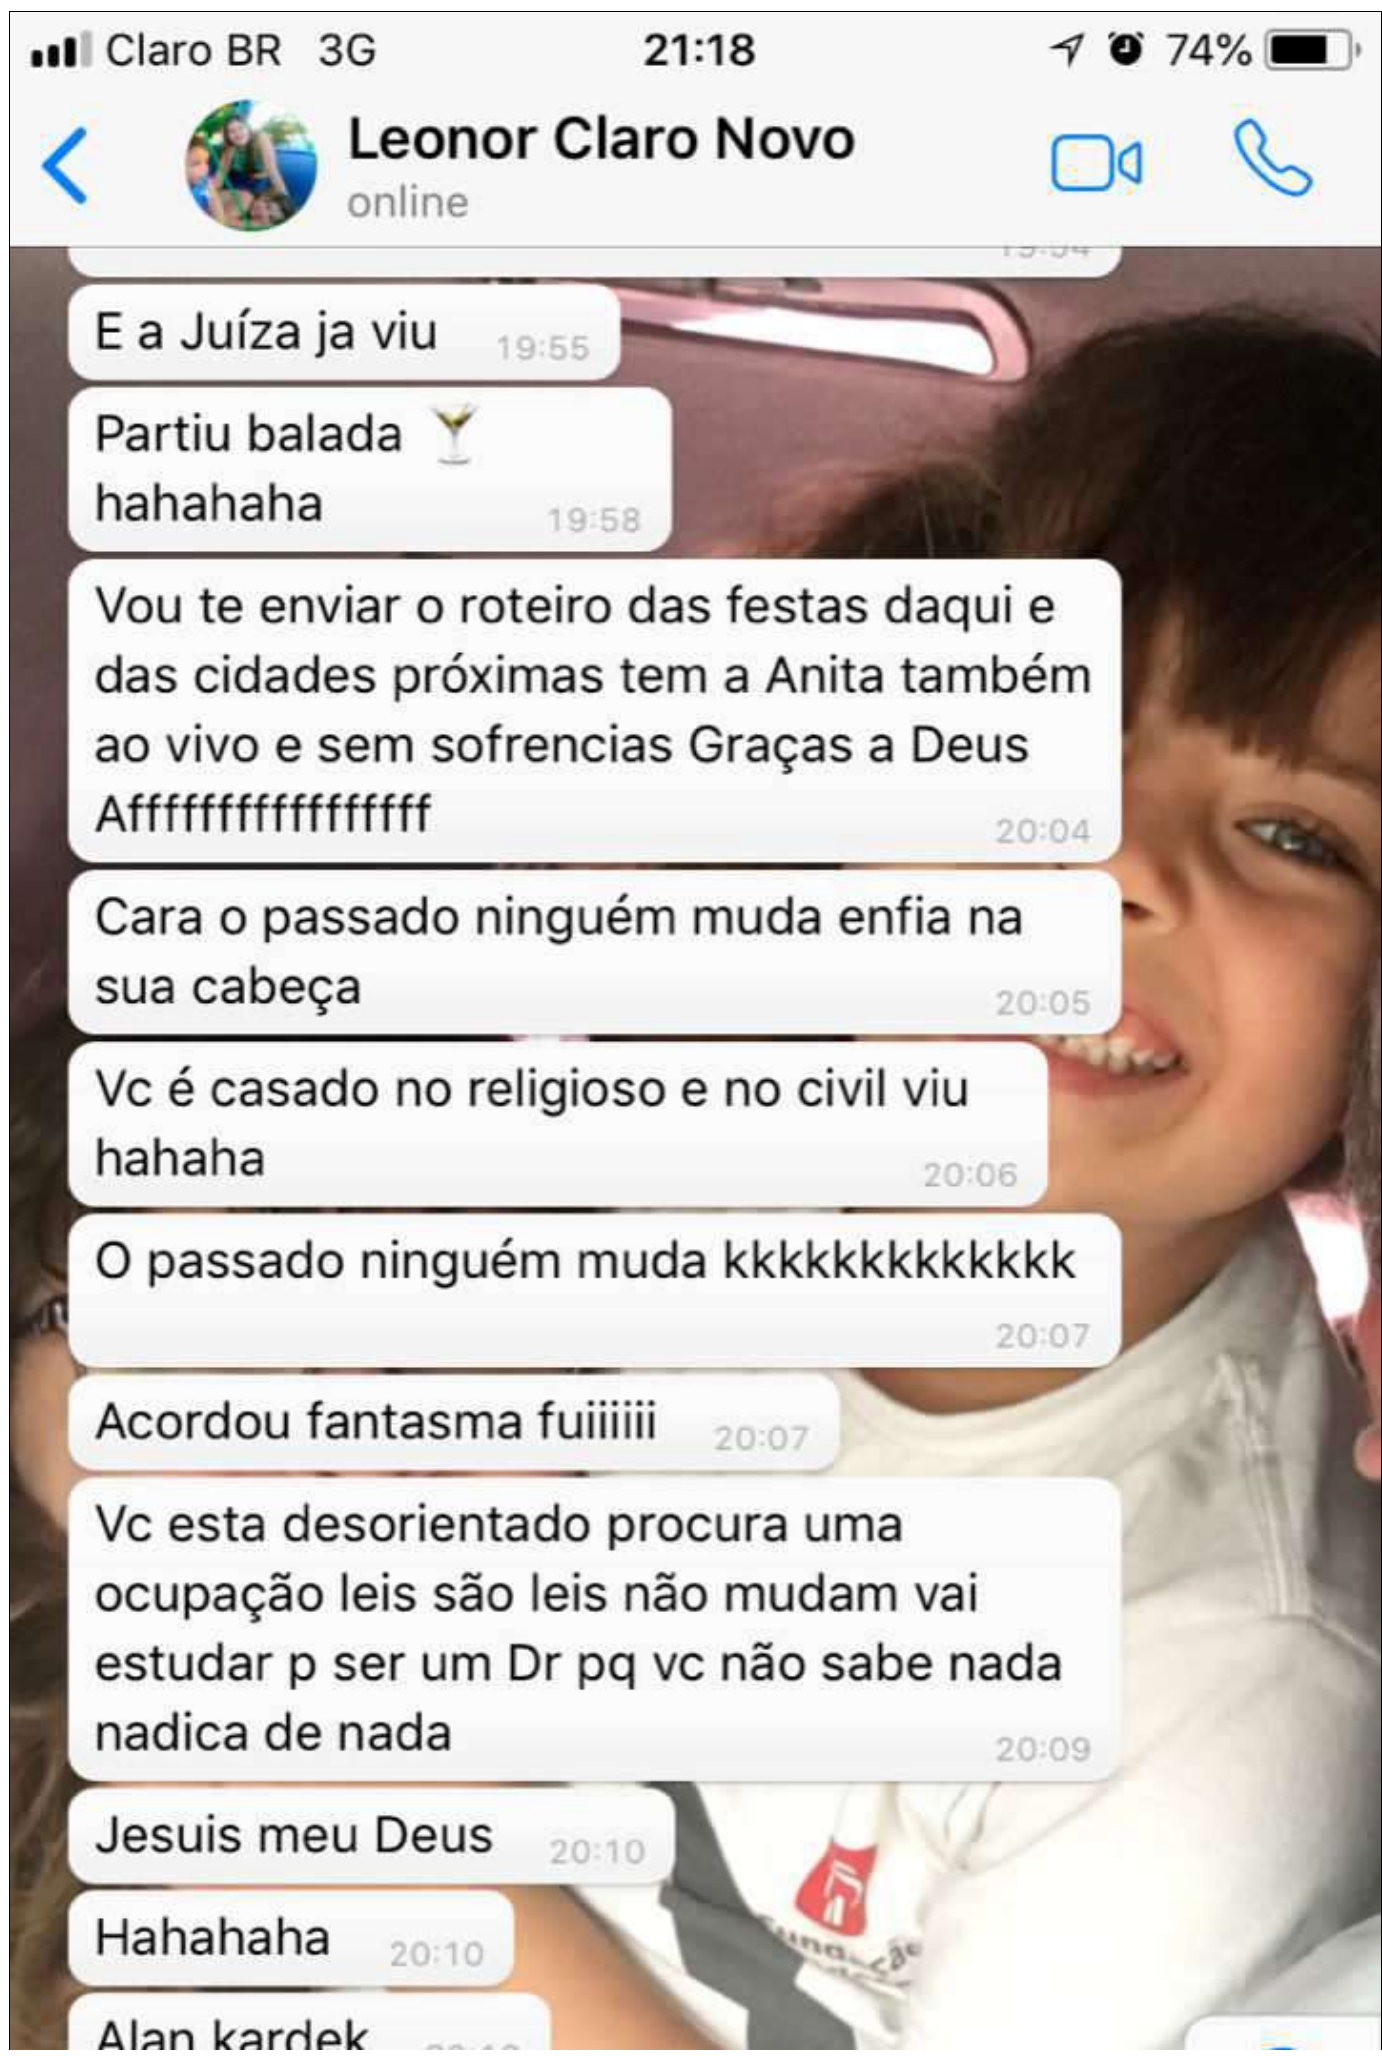 Claro BR 3G 21:18 74%
Leonor Claro Novo
online
19:54
E a Juíza ja viu 19:55
Partiu balada 🍸
hahahaha 19:58
Vou te enviar o roteiro das festas daqui e
das cidades próximas tem a Anita também
ao vivo e sem sofrencias Graças a Deus
Afffffffffffffffff 20:04
Cara o passado ninguém muda enfia na
sua cabeça 20:05
Vc é casado no religioso e no civil viu
hahaha 20:06
O passado ninguém muda kkkkkkkkkkkkk
20:07
Acordou fantasma fuiiiiiii 20:07
Vc esta desorientado procura uma
ocupação leis são leis não mudam vai
estudar p ser um Dr pq vc não sabe nada
nadica de nada 20:09
Jesuis meu Deus 20:10
Hahahaha 20:10
Alan kardek